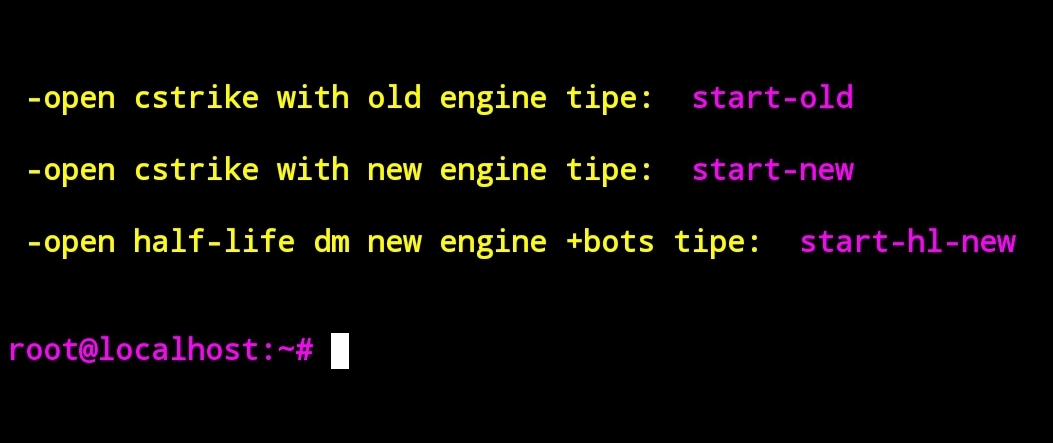 -open cstrike with old engine tipe: start-old
-open cstrike with new engine tipe: start-new
-open half-life dm new engine +bots tipe: start-hl-new
root@localhost:~#